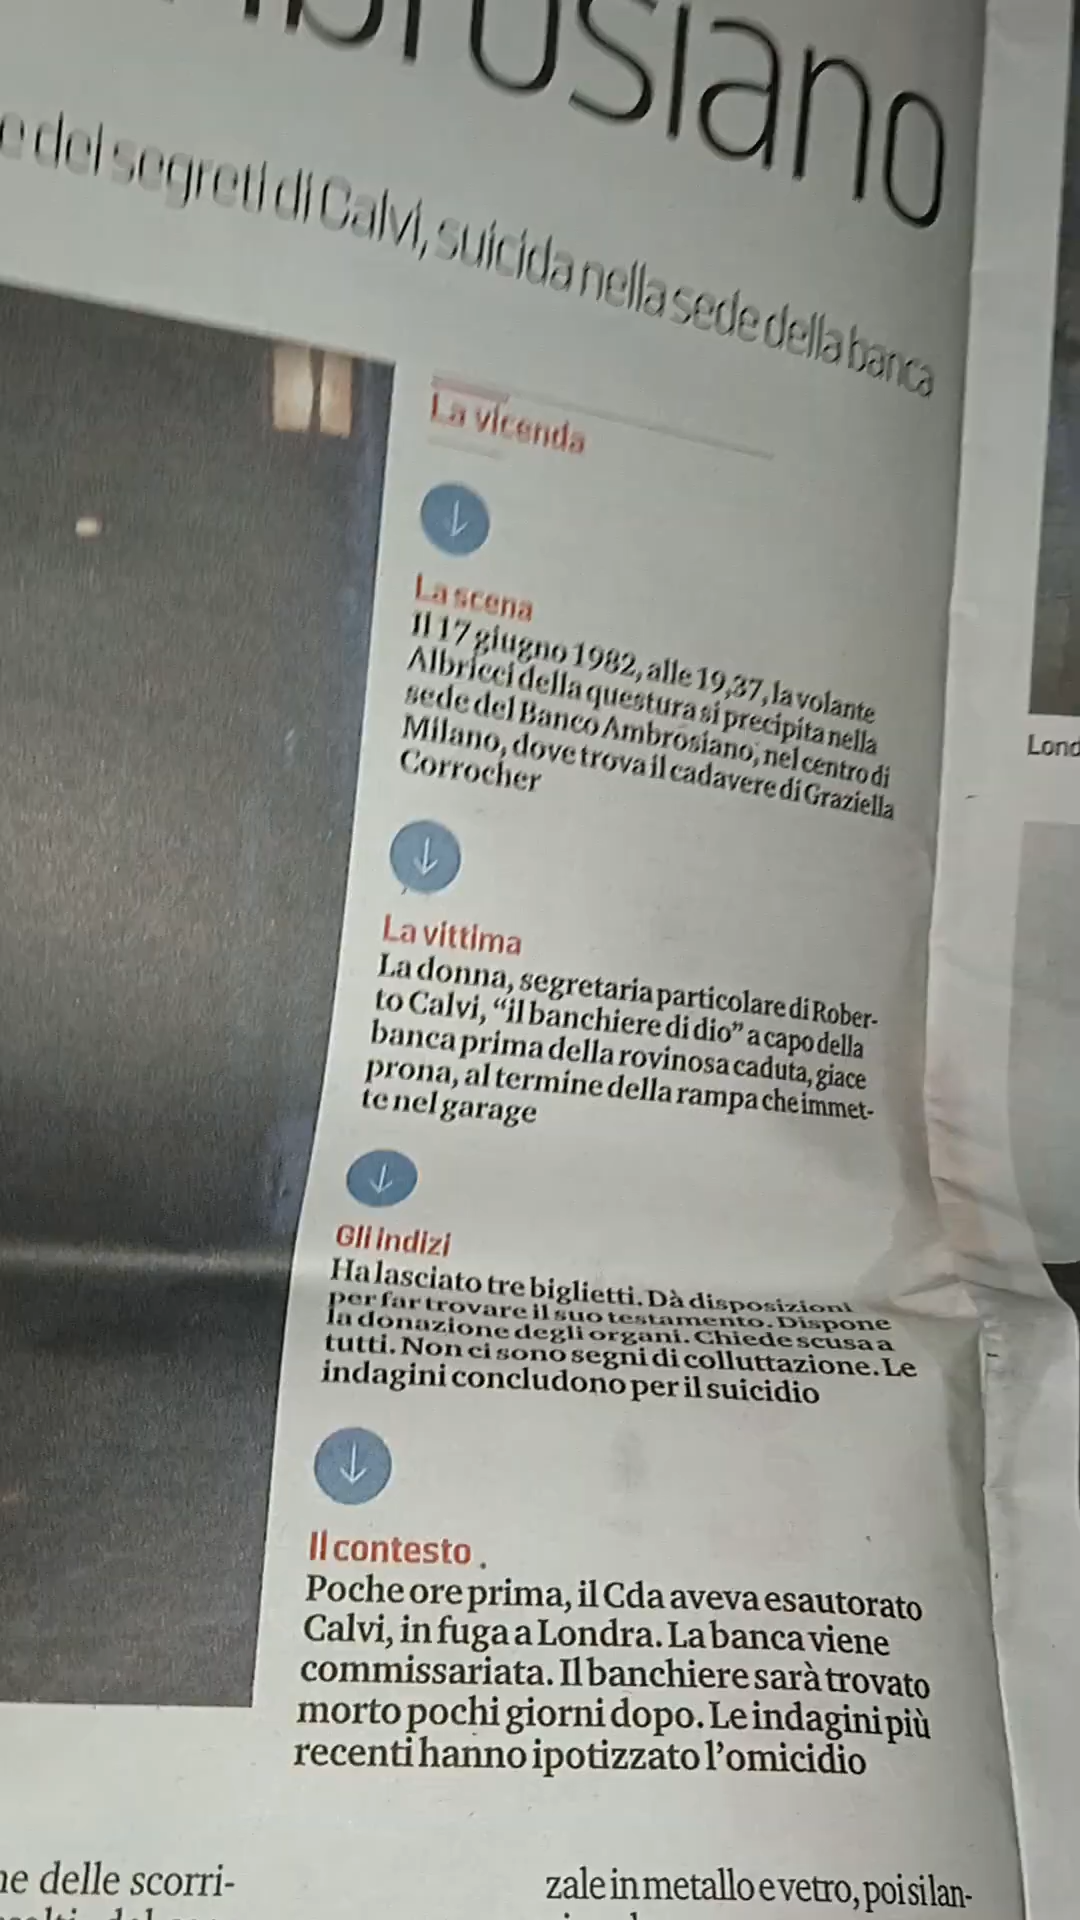 e dei segreti di Calvi, suicida nella sede della banca
La vicenda
La scena
Il 17 giugno 1982, alle 19,37, la volante
Albricci della questura si precipita nella
sede del Banco Ambrosiano, nel centro di
Milano, dove trova il cadavere di Graziella
Corrocher
La vittima
La donna, segretaria particolare di Rober-
to Calvi, “il banchiere di dio” a capo della
banca prima della rovinosa caduta, giace
prona, al termine della rampa che immet-
te nel garage
Gli indizi
Ha lasciato tre biglietti. Dà disposizioni
per far trovare il suo testamento. Dispone
la donazione degli organi. Chiede scusa a
tutti. Non ci sono segni di colluttazione. Le
indagini concludono per il suicidio
Il contesto
Poche ore prima, il Cda aveva esautorato
Calvi, in fuga a Londra. La banca viene
commissariata. Il banchiere sarà trovato
morto pochi giorni dopo. Le indagini più
recenti hanno ipotizzato l’omicidio
Lond
ne delle scorri-
zale in metallo e vetro, poi si lan-